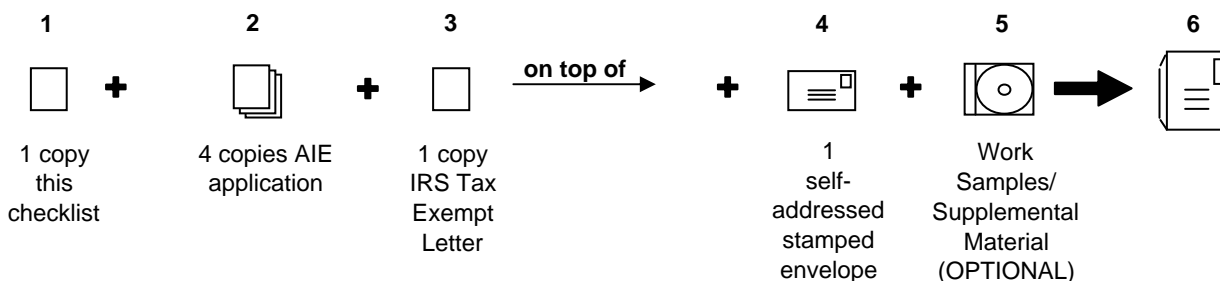 1 2 3 4 5 6
on top of
1 copy
this
checklist
4 copies AIE
application
1 copy
IRS Tax
Exempt
Letter
1
self-
addressed
stamped
envelope
Work
Samples/
Supplemental
Material
(OPTIONAL)